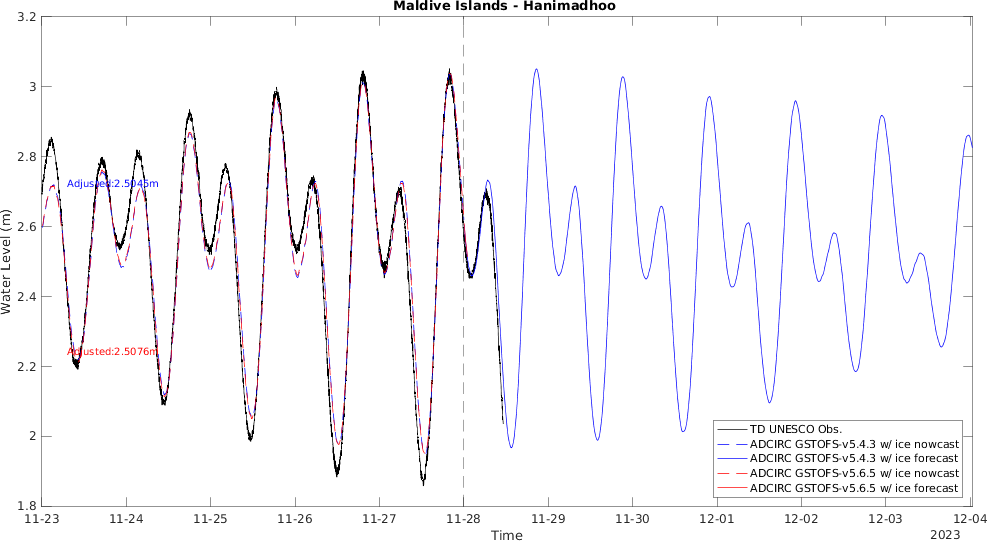 Maldive Islands - Hanimadhoo
3.2
3
2.8
2.6
2.4
2.2
2
1.8
Water Level (m)
Adjusted:2.5045m
Adjusted:2.5076m
TD UNESCO Obs.
ADCIRC GSTOFS-v5.4.3 w/ ice nowcast
ADCIRC GSTOFS-v5.4.3 w/ ice forecast
ADCIRC GSTOFS-v5.6.5 w/ ice nowcast
ADCIRC GSTOFS-v5.6.5 w/ ice forecast
11-23 11-24 11-25 11-26 11-27 11-28 11-29 11-30 12-01 12-02 12-03 12-04
Time
2023